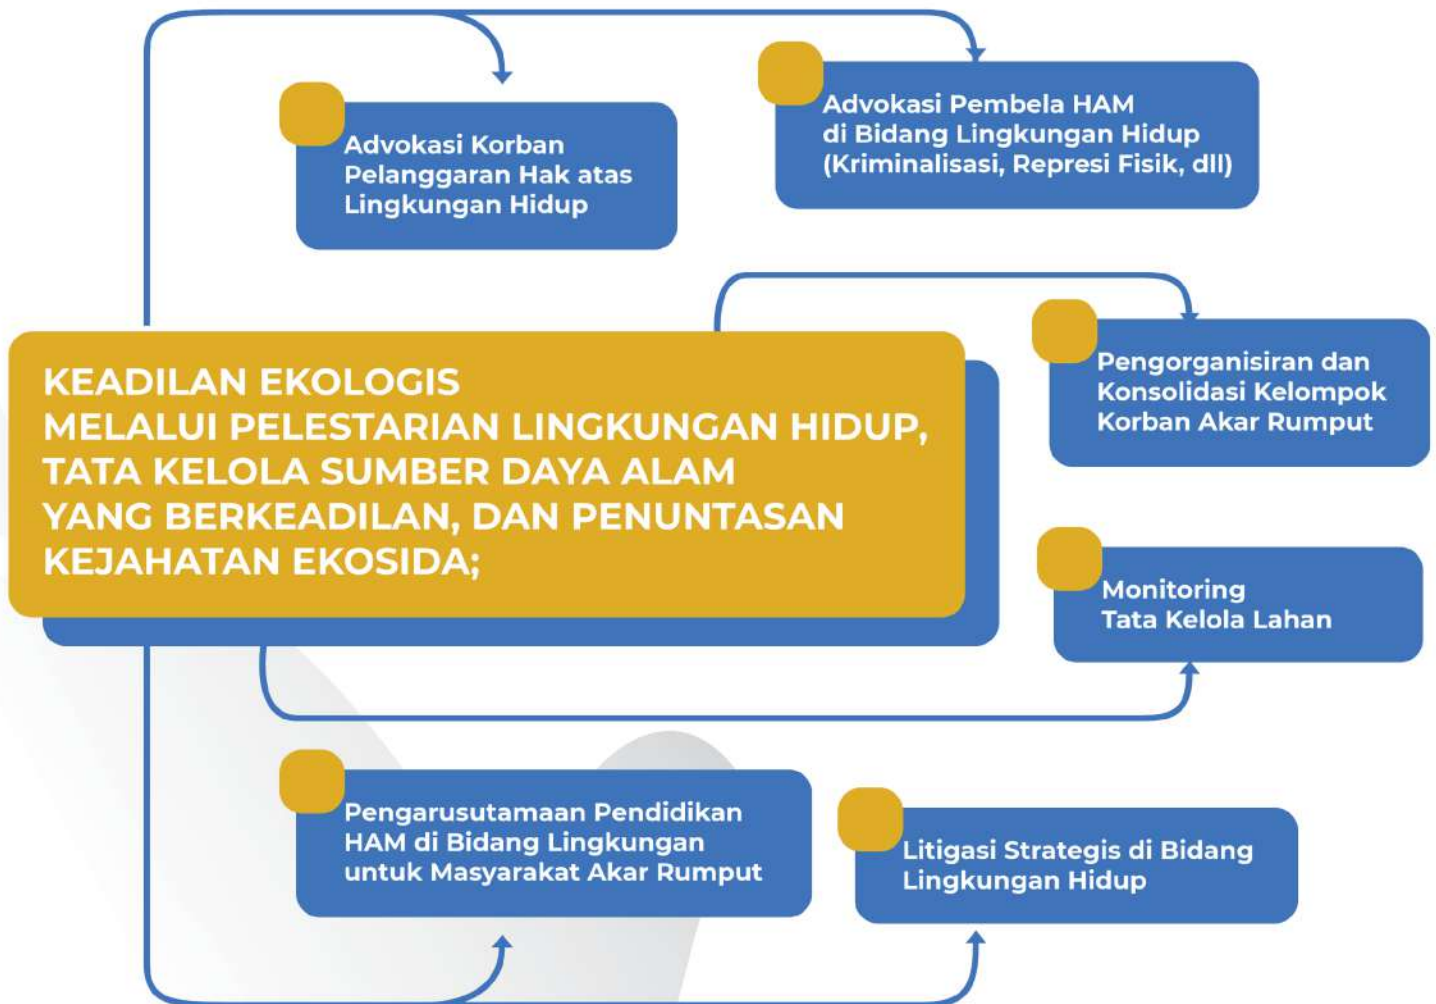 Advokasi Korban
Pelanggaran Hak atas
Lingkungan Hidup
Advokasi Pembela HAM
di Bidang Lingkungan Hidup
(Kriminalisasi, Represi Fisik, dll)
KEADILAN EKOLOGIS
MELALUI PELESTARIAN LINGKUNGAN HIDUP,
TATA KELOLA SUMBER DAYA ALAM
YANG BERKEADILAN, DAN PENUNTASAN
KEJAHATAN EKOSIDA;
Pengorganisiran dan
Konsolidasi Kelompok
Korban Akar Rumput
Monitoring
Tata Kelola Lahan
Pengarusutamaan Pendidikan
HAM di Bidang Lingkungan
untuk Masyarakat Akar Rumput
Litigasi Strategis di Bidang
Lingkungan Hidup